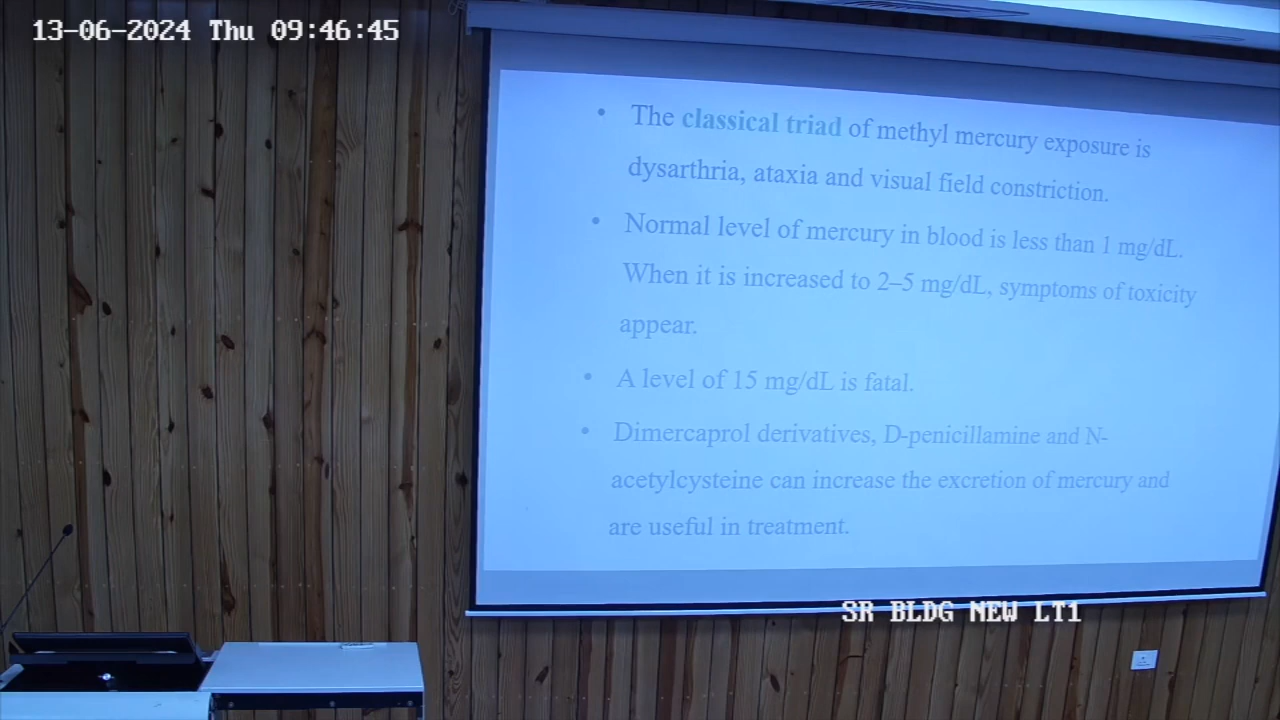 13-06-2024 Thu 09:46:45
• The classical triad of methyl mercury exposure is
dysarthria, ataxia and visual field constriction.
• Normal level of mercury in blood is less than 1 mg/dL.
When it is increased to 2–5 mg/dL, symptoms of toxicity
appear.
• A level of 15 mg/dL is fatal.
• Dimercaprol derivatives, D-penicillamine and N-
acetylcysteine can increase the excretion of mercury and
are useful in treatment.
SR BLDG NEW LT1